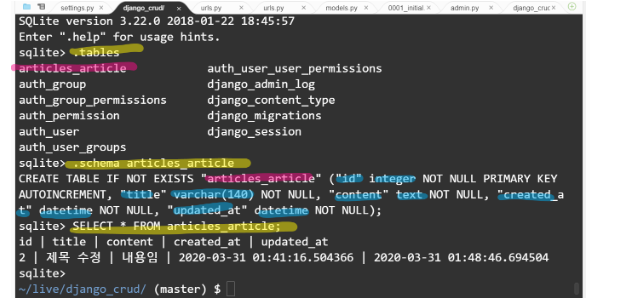 settings.py × django_crud/ × urls.py × urls.py × models.py × 0001_initial × admin.py × django_cru: ×
SQLite version 3.22.0 2018-01-22 18:45:57
Enter ".help" for usage hints.
sqlite> .tables
articles_article auth_user_user_permissions
auth_group django_admin_log
auth_group_permissions django_content_type
auth_permission django_migrations
auth_user django_session
auth_user_groups
sqlite> .schema articles_article
CREATE TABLE IF NOT EXISTS "articles_article" ("id" integer NOT NULL PRIMARY KEY
AUTOINCREMENT, "title" varchar(140) NOT NULL, "content" text NOT NULL, "created_a
t" datetime NOT NULL, "updated_at" datetime NOT NULL);
sqlite> SELECT * FROM articles_article;
id | title | content | created_at | updated_at
2 | 제목 수정 | 내용임 | 2020-03-31 01:41:16.504366 | 2020-03-31 01:48:46.694504
sqlite>
~/live/django_crud/ (master) $